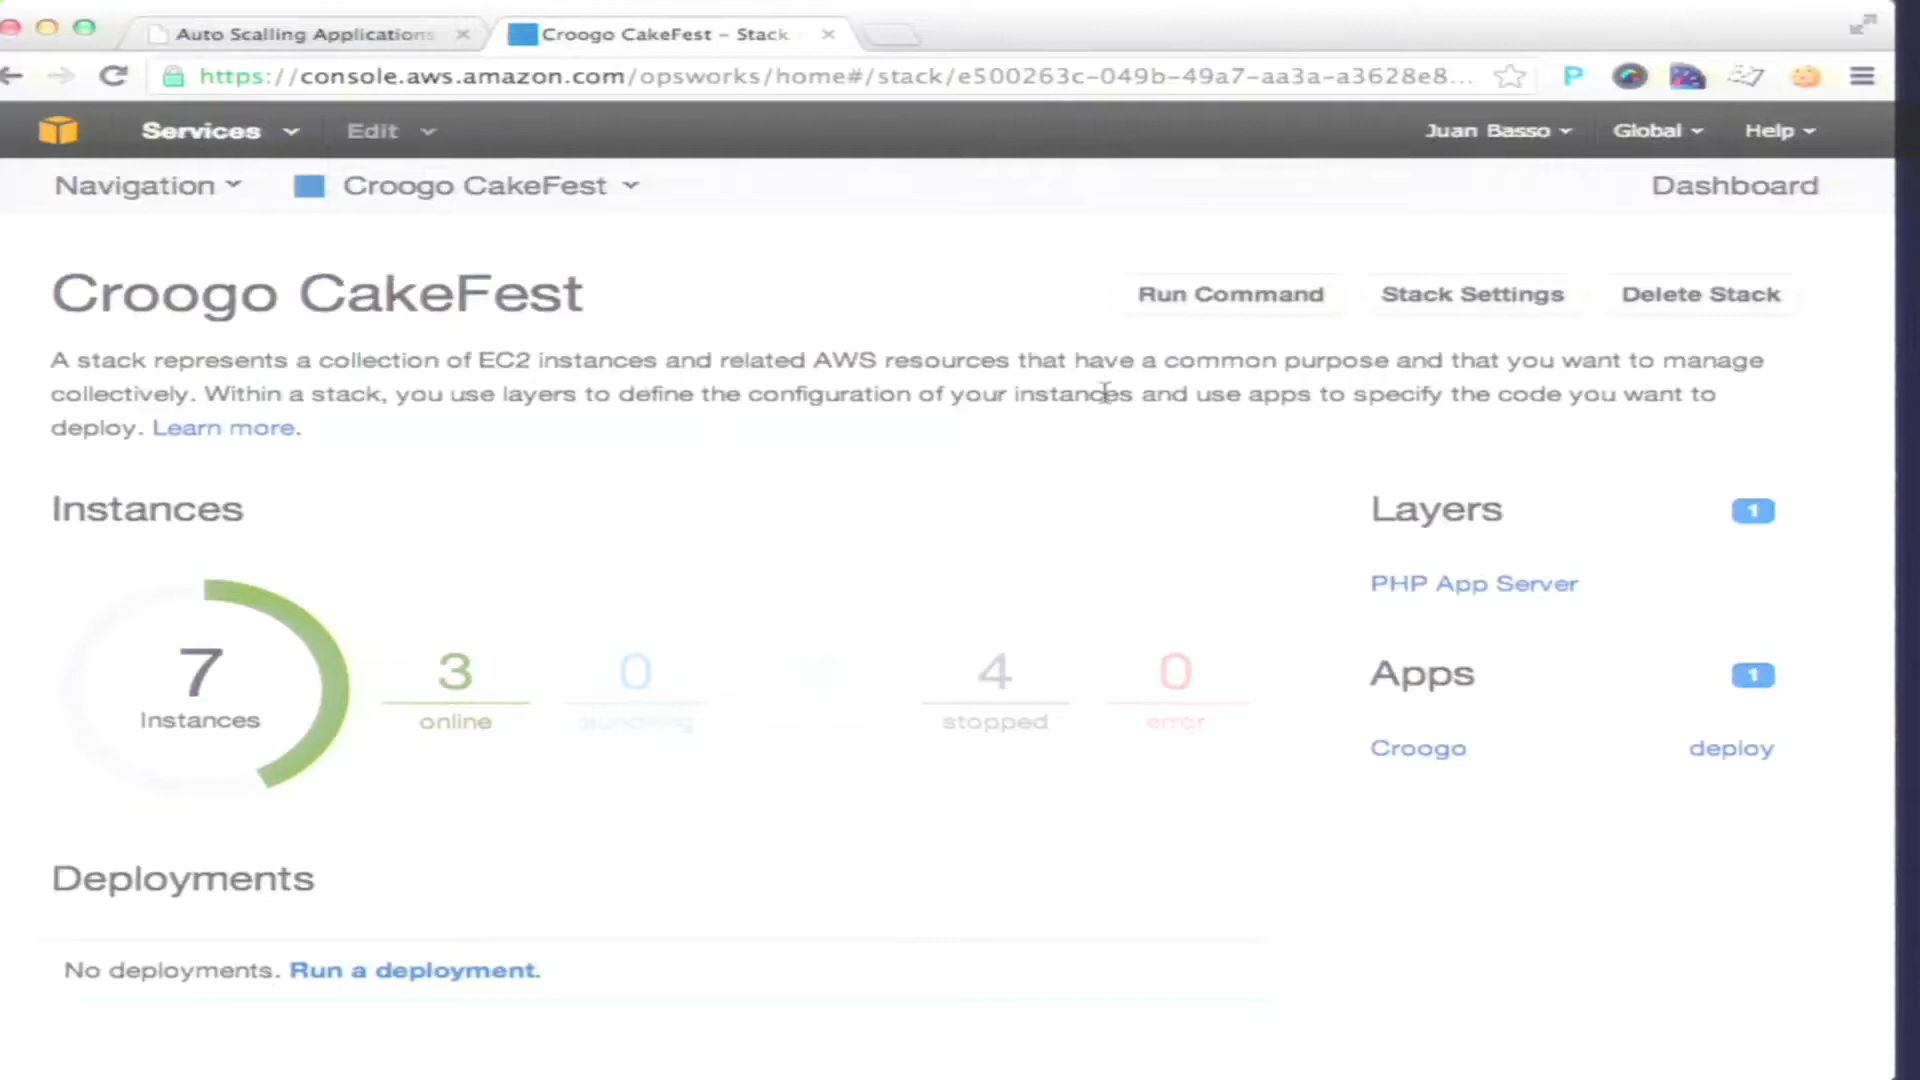 Auto Scalling Applications
Croogo CakeFest – Stack
https://console.aws.amazon.com/opsworks/home#/stack/e500263c-049b-49a7-aa3a-a3628e8...
Services Edit Juan Basso Global Help
Navigation Croogo CakeFest Dashboard
Croogo CakeFest
Run Command Stack Settings Delete Stack
A stack represents a collection of EC2 instances and related AWS resources that have a common purpose and that you want to manage
collectively. Within a stack, you use layers to define the configuration of your instances and use apps to specify the code you want to
deploy. Learn more.
Instances
7
Instances
3
online
0
4
stopped
0
error
Layers 1
PHP App Server
Apps 1
Croogo deploy
Deployments
No deployments. Run a deployment.